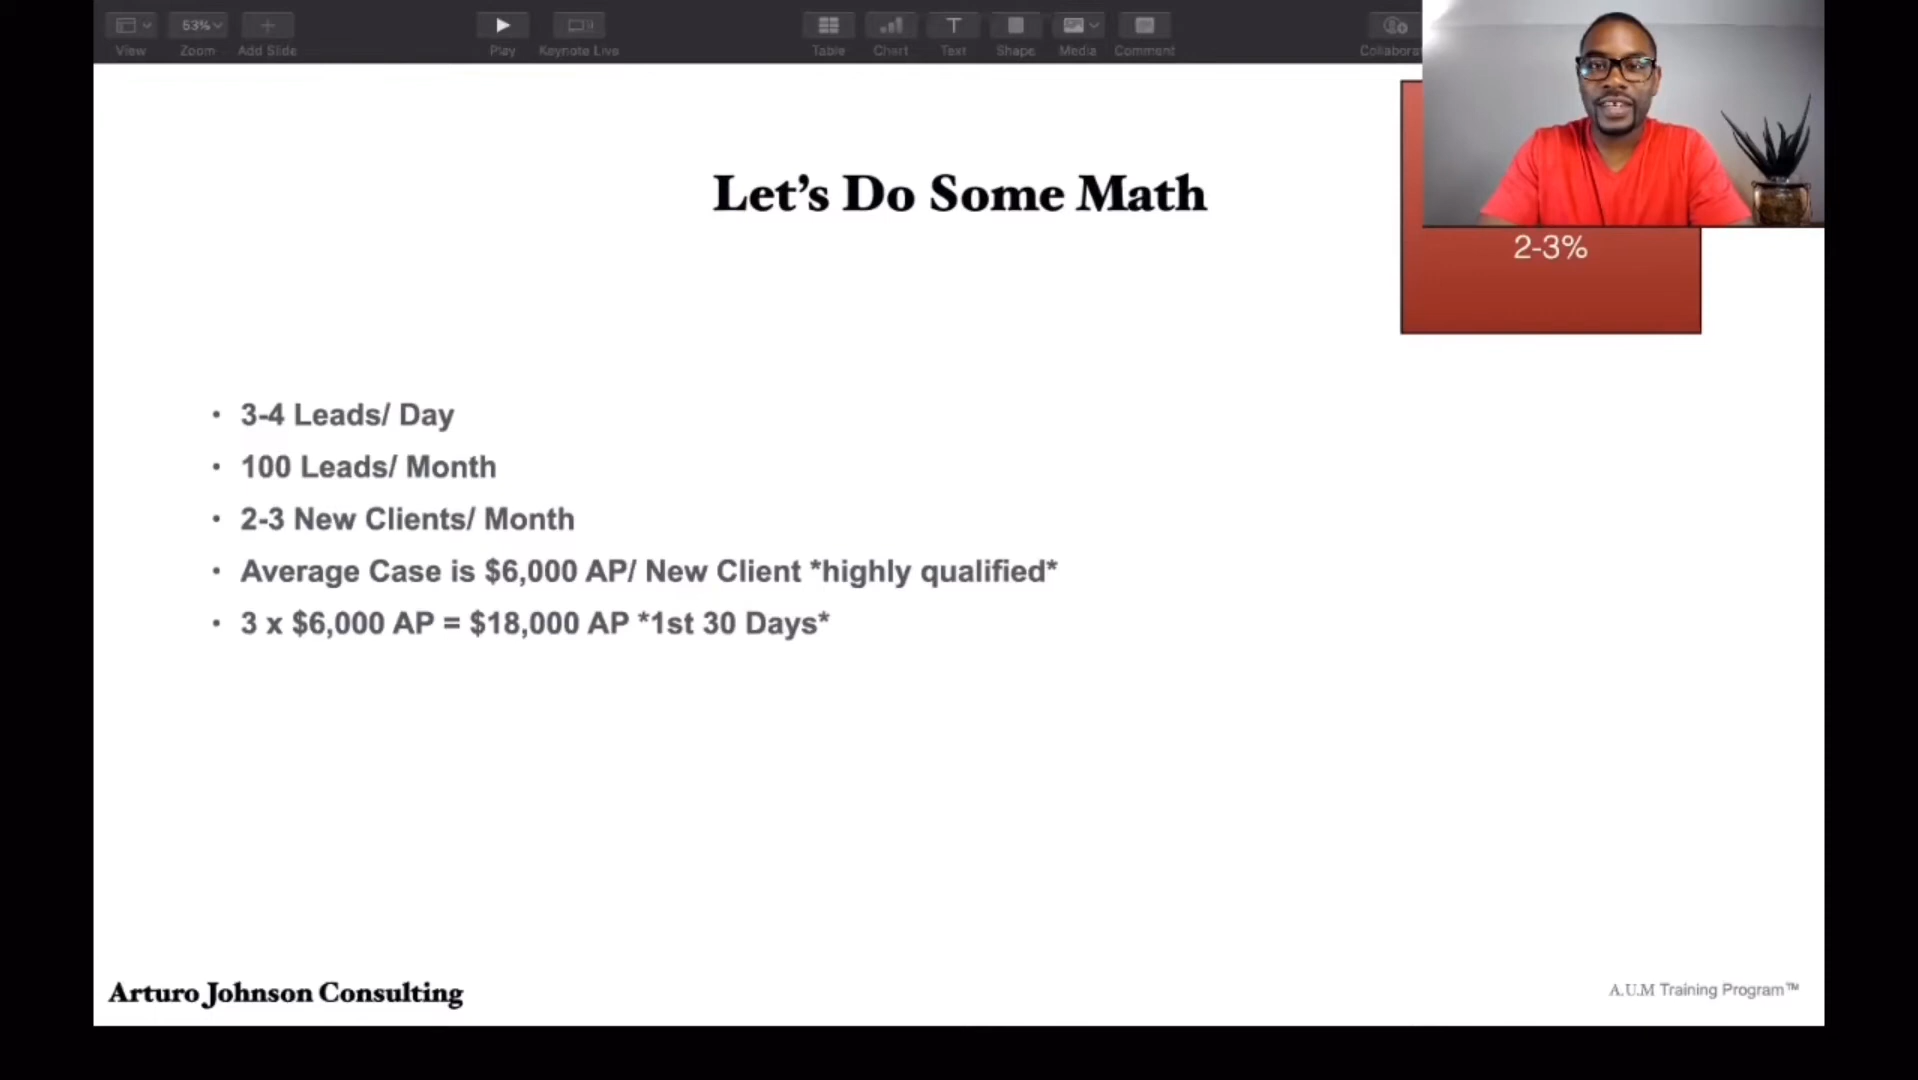 53%
View
Zoom
Add Slide
Play
Keynote Live
Table
Chart
Text
Shape
Media
Comment
Collabora
Let's Do Some Math
2-3%
• 3-4 Leads/ Day
• 100 Leads/ Month
• 2-3 New Clients/ Month
• Average Case is $6,000 AP/ New Client *highly qualified*
• 3 x $6,000 AP = $18,000 AP *1st 30 Days*
Arturo Johnson Consulting
A.U.M Training Program™